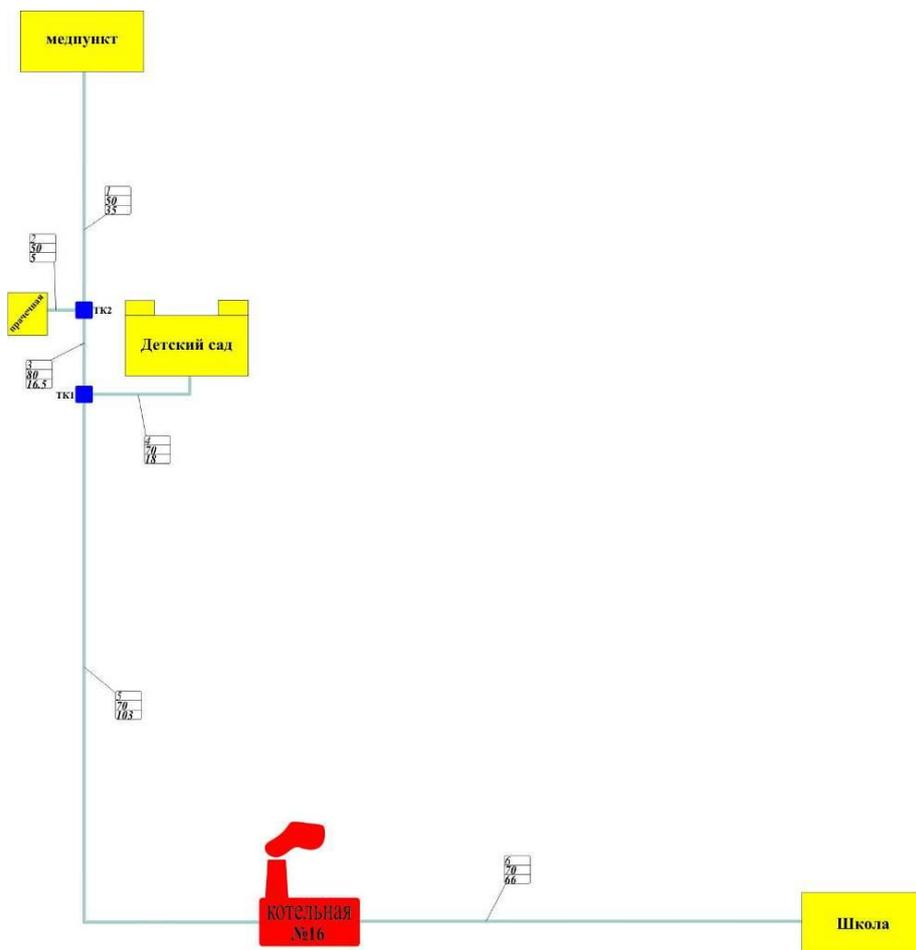 медпункт
1
50
35
2
50
5
ТК2
прачечная
Детский сад
3
80
16.5
ТК1
4
70
18
5
70
103
котельная
№16
6
70
66
Школа